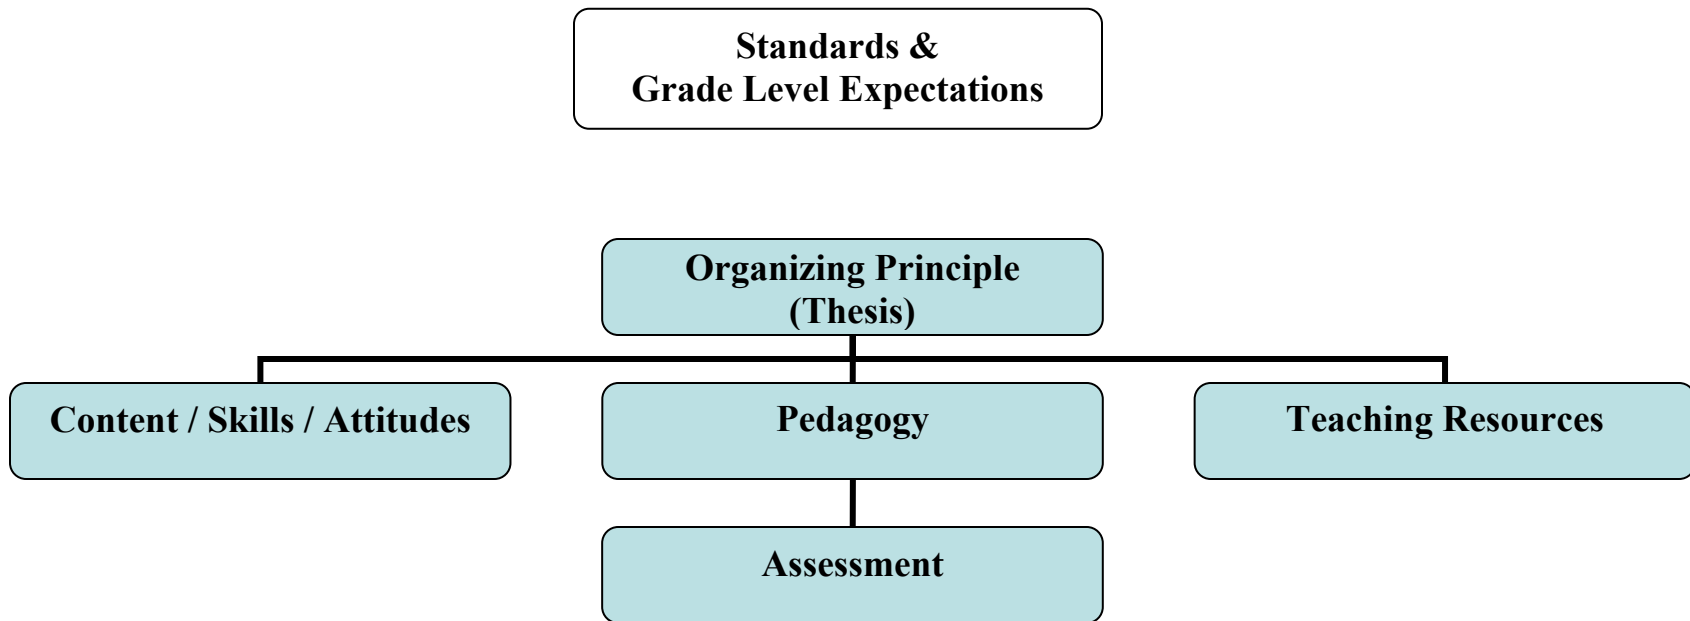 Standards &
Grade Level Expectations
Organizing Principle
(Thesis)
Content / Skills / Attitudes
Pedagogy
Teaching Resources
Assessment